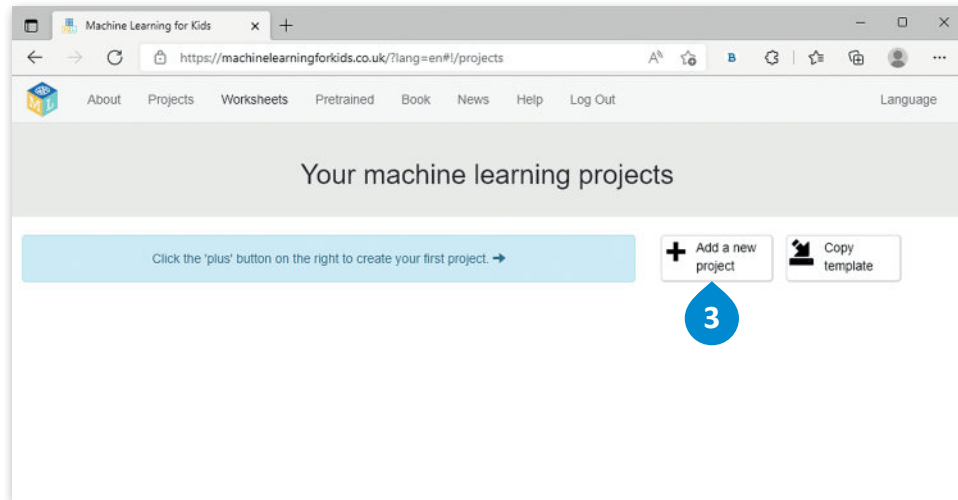 Machine Learning for Kids
https://machinelearningforkids.co.uk/?lang=en#!/projects
ML About Projects Worksheets Pretrained Book News Help Log Out Language
Your machine learning projects
Click the 'plus' button on the right to create your first project.
Add a new
project
Copy
template
3